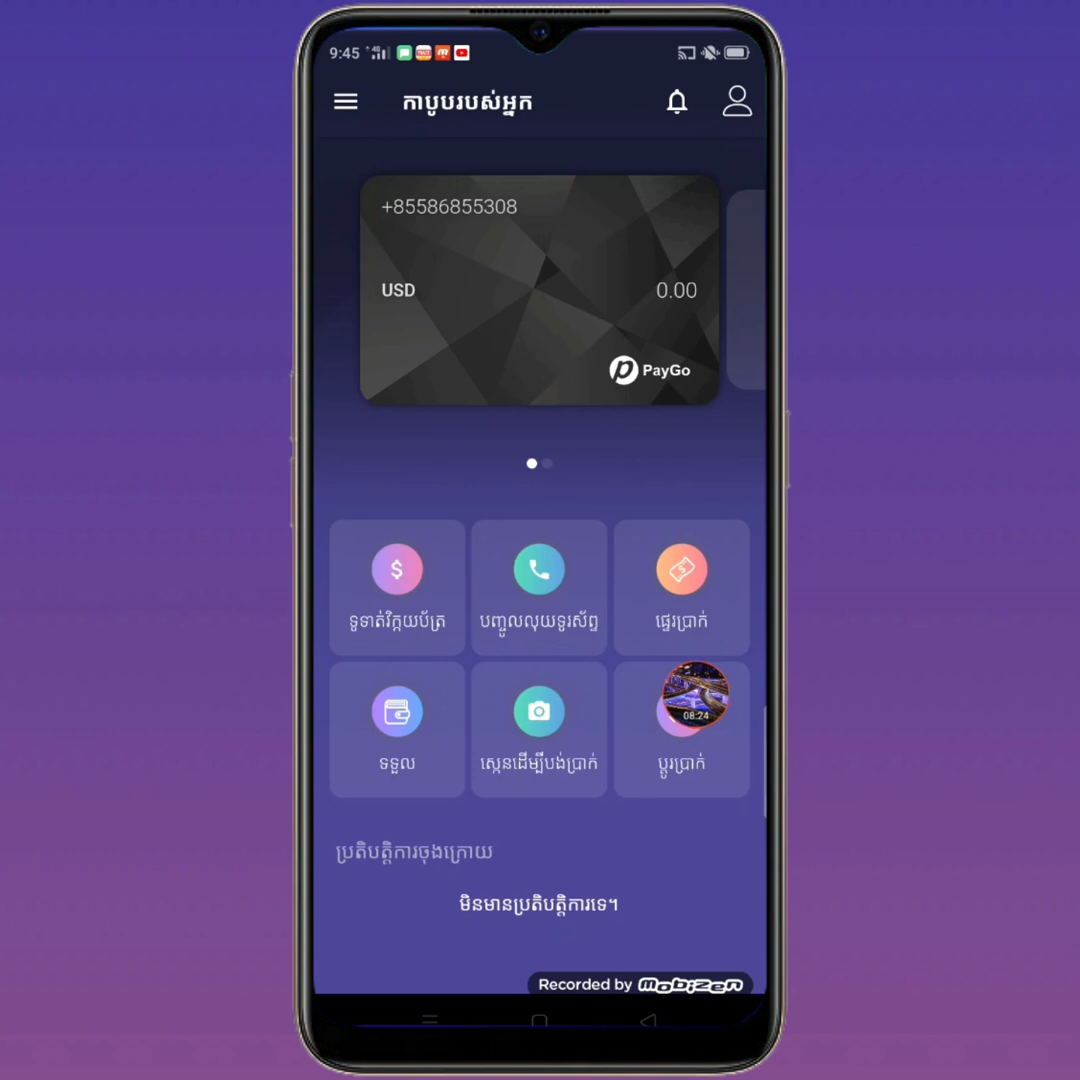 9:45
កាបូបរបស់អ្នក
+85586855308
USD 0.00
PayGo
ទូទាត់វិក្កយប័ត្រ បញ្ចូលលុយទូរស័ព្ទ ផ្ទេរប្រាក់
08:24
ទទួល ស្កេនដើម្បីបង់ប្រាក់ ប្ដូរប្រាក់
ប្រតិបត្តិការចុងក្រោយ
មិនមានប្រតិបត្តិការទេ។
Recorded by mobizen